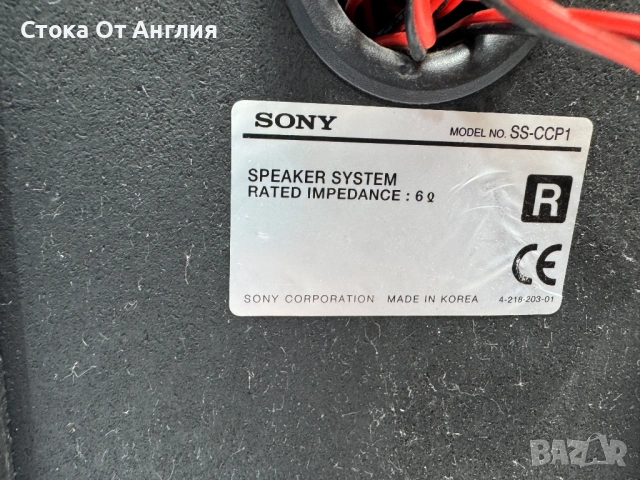 Стока От Англия
SONY
MODEL NO. SS-CCP1
SPEAKER SYSTEM
RATED IMPEDANCE : 6 Ω
R
CE
SONY CORPORATION MADE IN KOREA 4-218-203-01
BAZAR